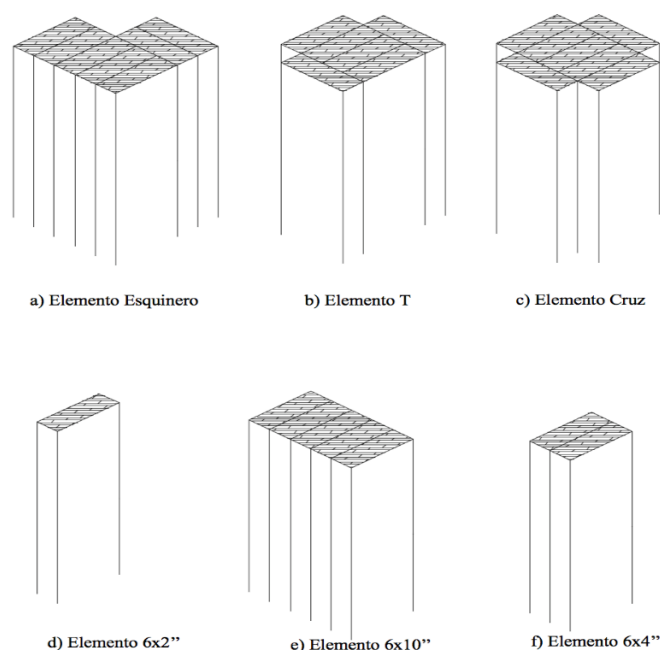 a) Elemento Esquinero
b) Elemento T
c) Elemento Cruz
d) Elemento 6x2”
e) Elemento 6x10”
f) Elemento 6x4”